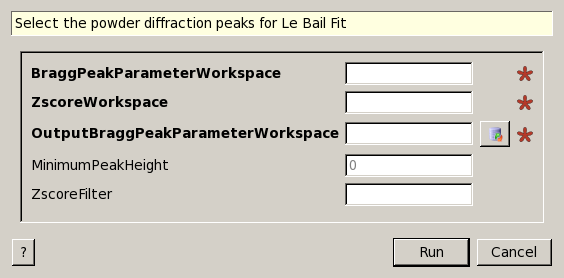 Select the powder diffraction peaks for Le Bail Fit
BraggPeakParameterWorkspace
ZscoreWorkspace
OutputBraggPeakParameterWorkspace
MinimumPeakHeight 0
ZscoreFilter
? Run Cancel